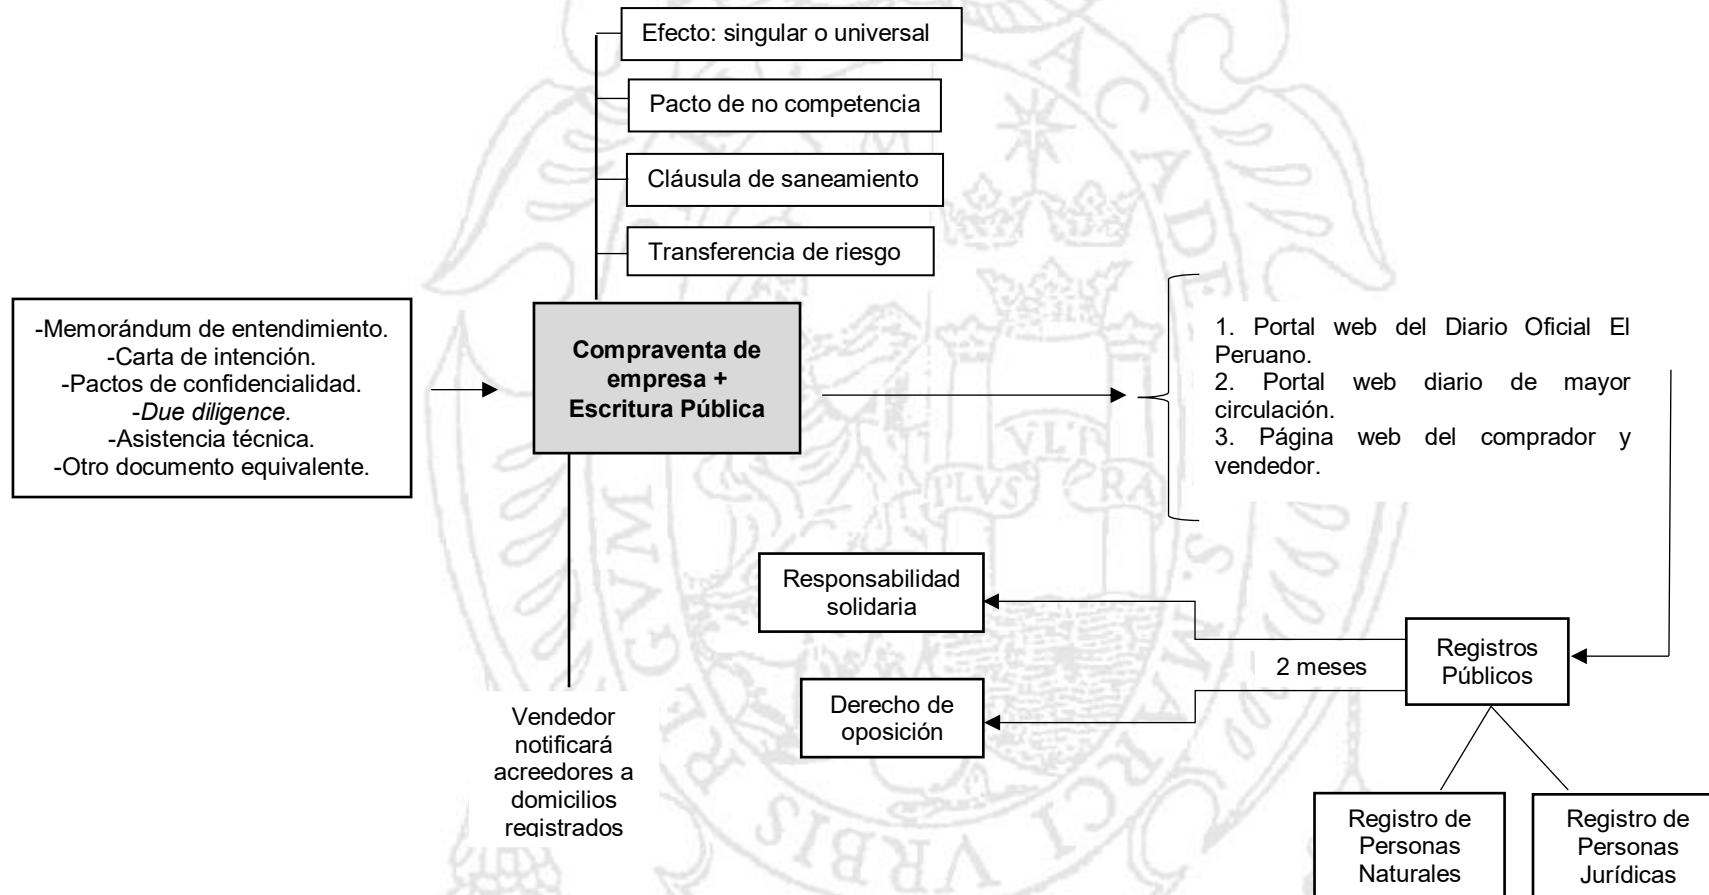 Efecto: singular o universal
Pacto de no competencia
Cláusula de saneamiento
Transferencia de riesgo
-Memorándum de entendimiento.
-Carta de intención.
-Pactos de confidencialidad.
-Due diligence.
-Asistencia técnica.
-Otro documento equivalente.
Compraventa de
empresa +
Escritura Pública
1. Portal web del Diario Oficial El
Peruano.
2. Portal web diario de mayor
circulación.
3. Página web del comprador y
vendedor.
Responsabilidad
solidaria
2 meses
Registros
Públicos
Derecho de
oposición
Vendedor
notificará
acreedores a
domicilios
registrados
Registro de
Personas
Naturales
Registro de
Personas
Jurídicas
PLVS
VLT
RA